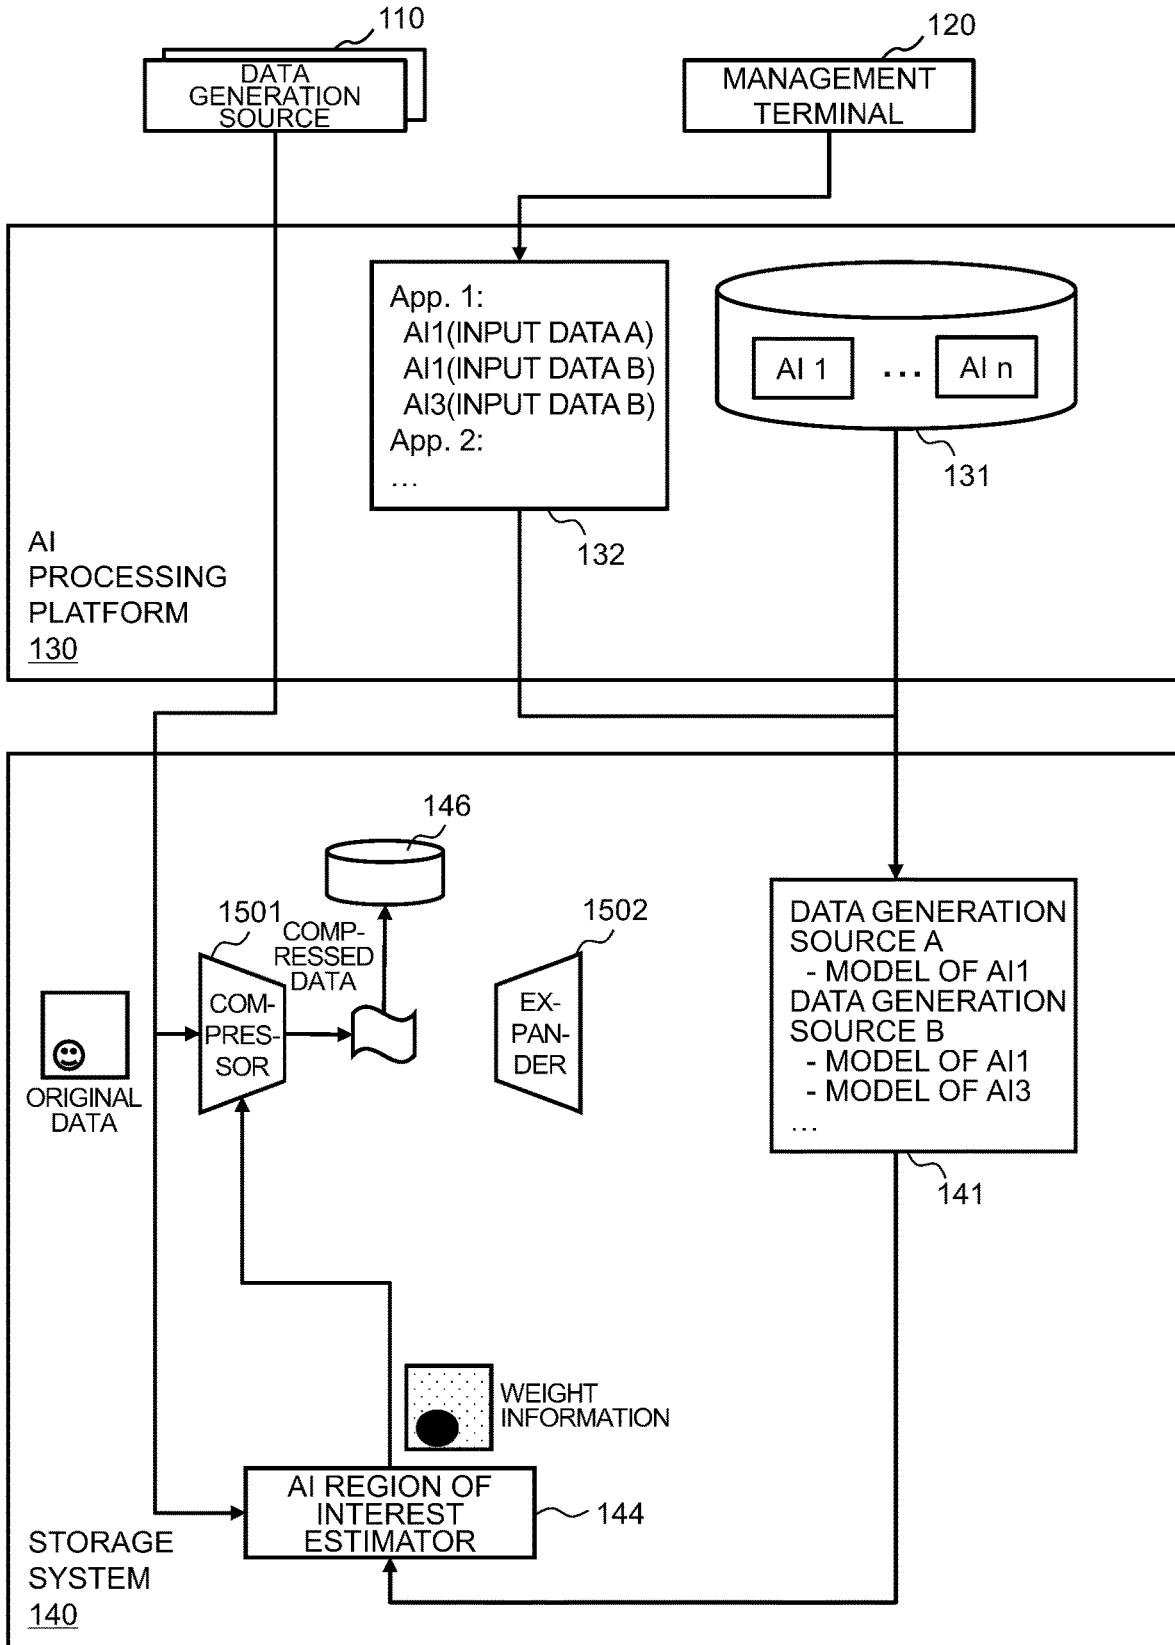 110
DATA
GENERATION
SOURCE
120
MANAGEMENT
TERMINAL
App. 1:
AI1(INPUT DATA A)
AI1(INPUT DATA B)
AI3(INPUT DATA B)
App. 2:
...
132
AI 1
...
AI n
131
AI
PROCESSING
PLATFORM
130
146
1501
COMP-
RESSED
DATA
1502
COM-
PRES-
SOR
EX-
PAN-
DER
ORIGINAL
DATA
DATA GENERATION
SOURCE A
- MODEL OF AI1
DATA GENERATION
SOURCE B
- MODEL OF AI1
- MODEL OF AI3
...
141
WEIGHT
INFORMATION
AI REGION OF
INTEREST
ESTIMATOR
144
STORAGE
SYSTEM
140